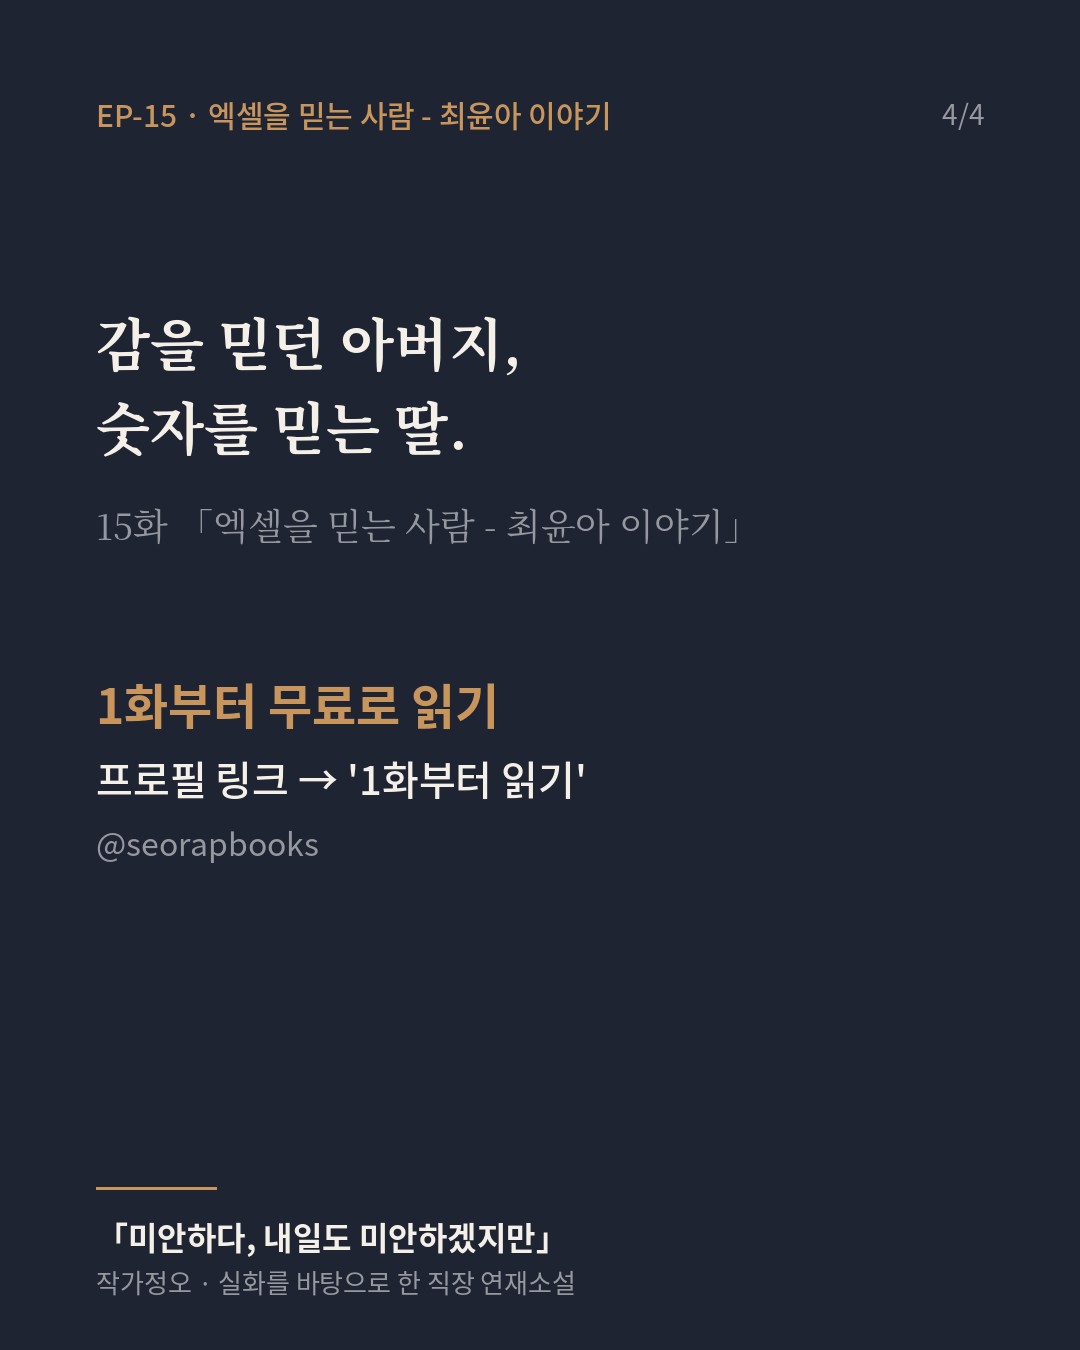 EP-15 · 엑셀을 믿는 사람 - 최윤아 이야기
4/4
감을 믿던 아버지,
숫자를 믿는 딸.
15화 「엑셀을 믿는 사람 - 최윤아 이야기」
1화부터 무료로 읽기
프로필 링크 → '1화부터 읽기'
@seorapbooks
「미안하다, 내일도 미안하겠지만」
작가정오 · 실화를 바탕으로 한 직장 연재소설